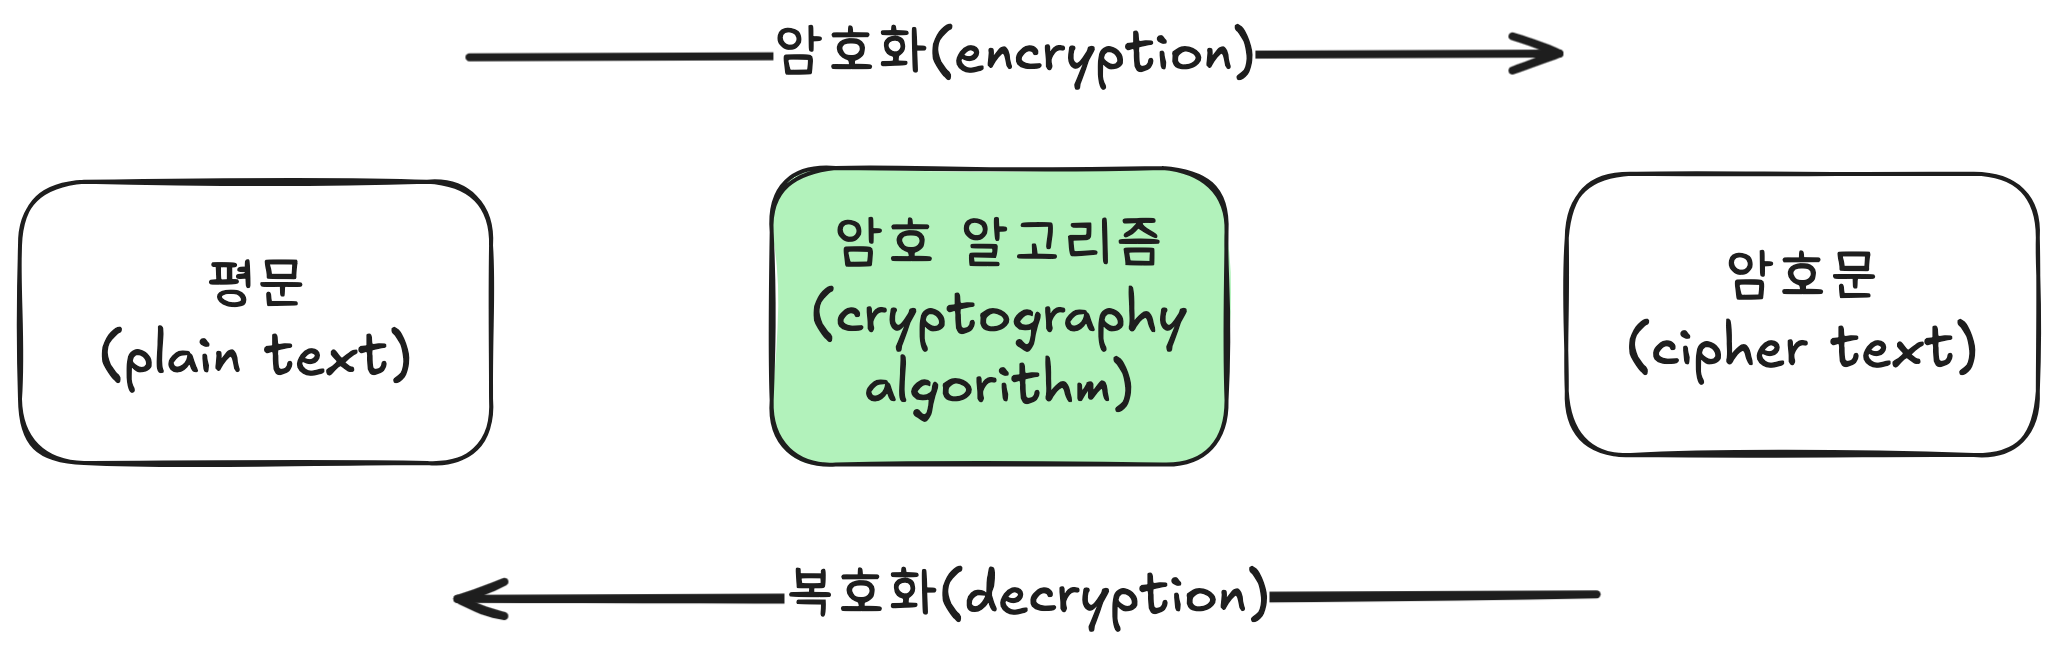 암호화(encryption)
평문
(plain text)
암호 알고리즘
(cryptography
algorithm)
암호문
(cipher text)
복호화(decryption)